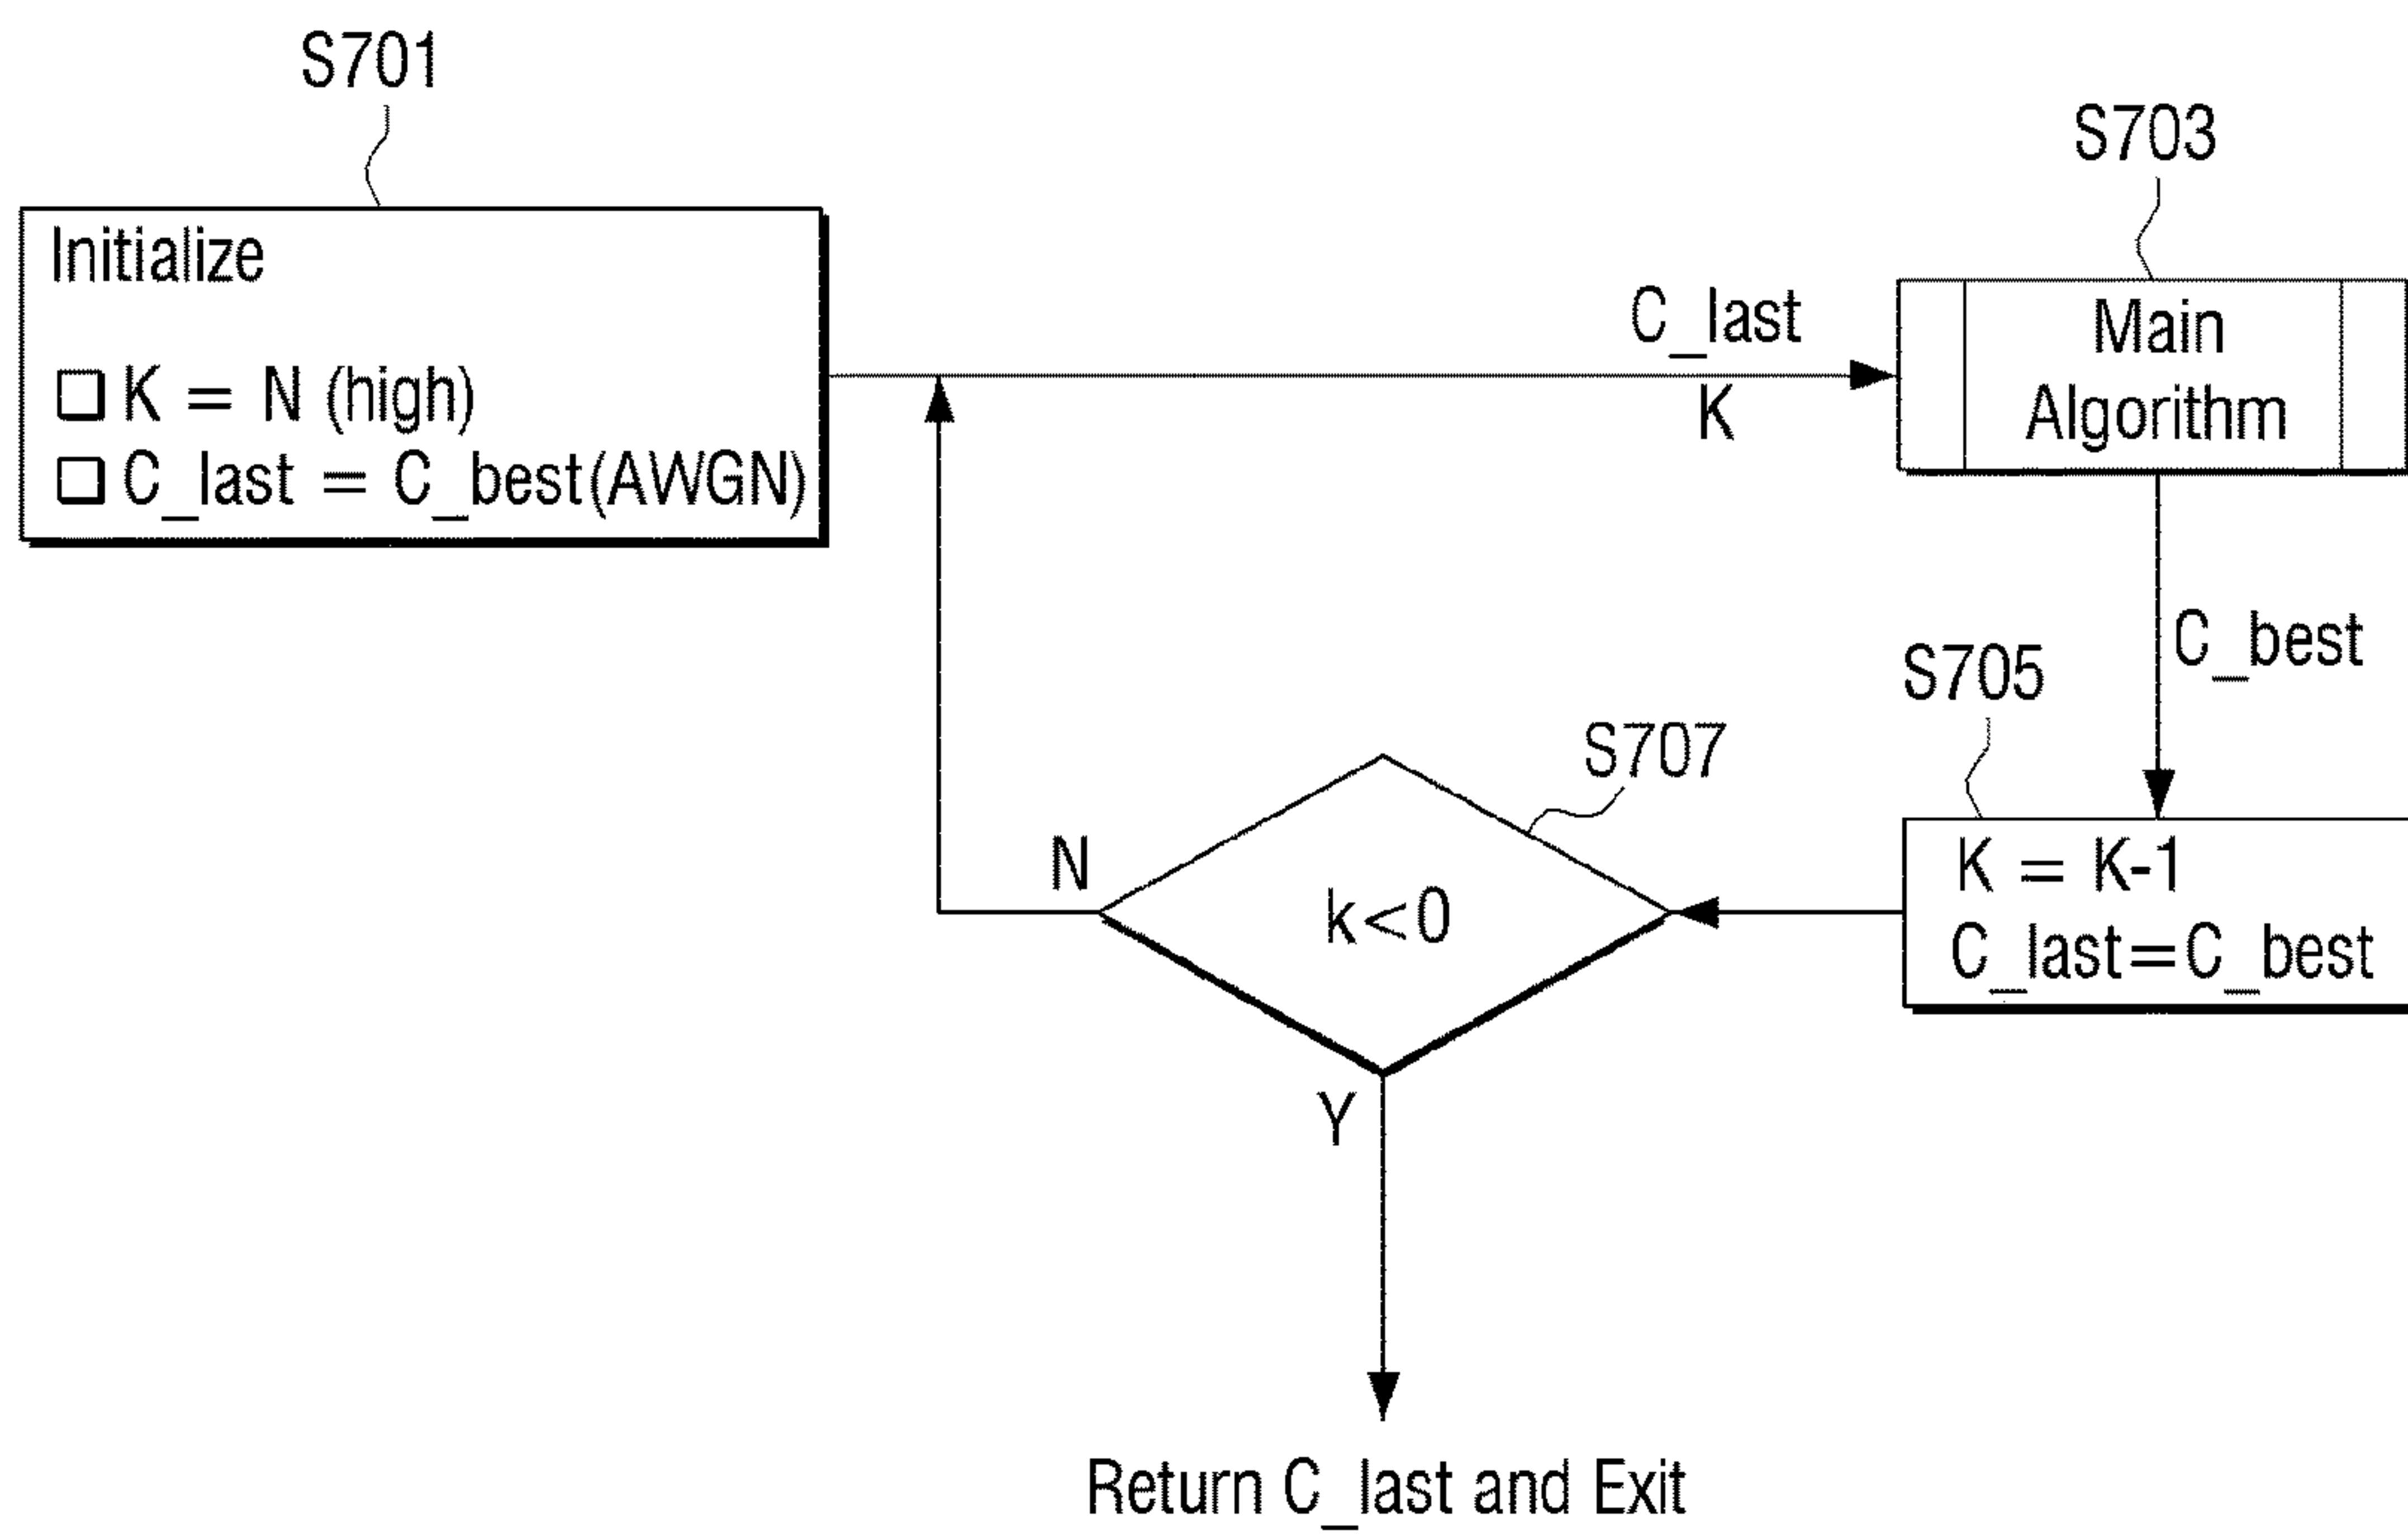 S701
Initialize
K = N (high)
C_last = C_best(AWGN)
C_last
K
S703
Main
Algorithm
C_best
S705
K = K-1
C_last=C_best
S707
k<0
N
Y
Return C_last and Exit